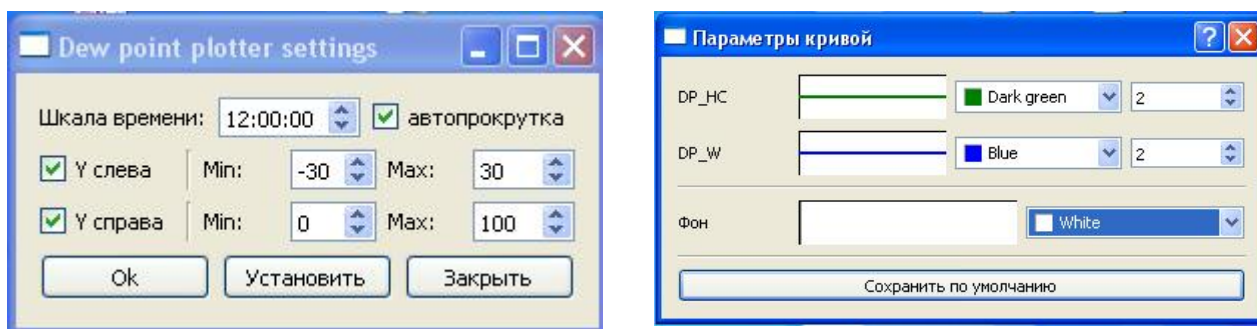 Dew point plotter settings
Шкала времени: 12:00:00 автопрокрутка
Y слева Min: -30 Max: 30
Y справа Min: 0 Max: 100
Ok Установить Закрыть
Параметры кривой
DP_HC Dark green 2
DP_W Blue 2
Фон White
Сохранить по умолчанию